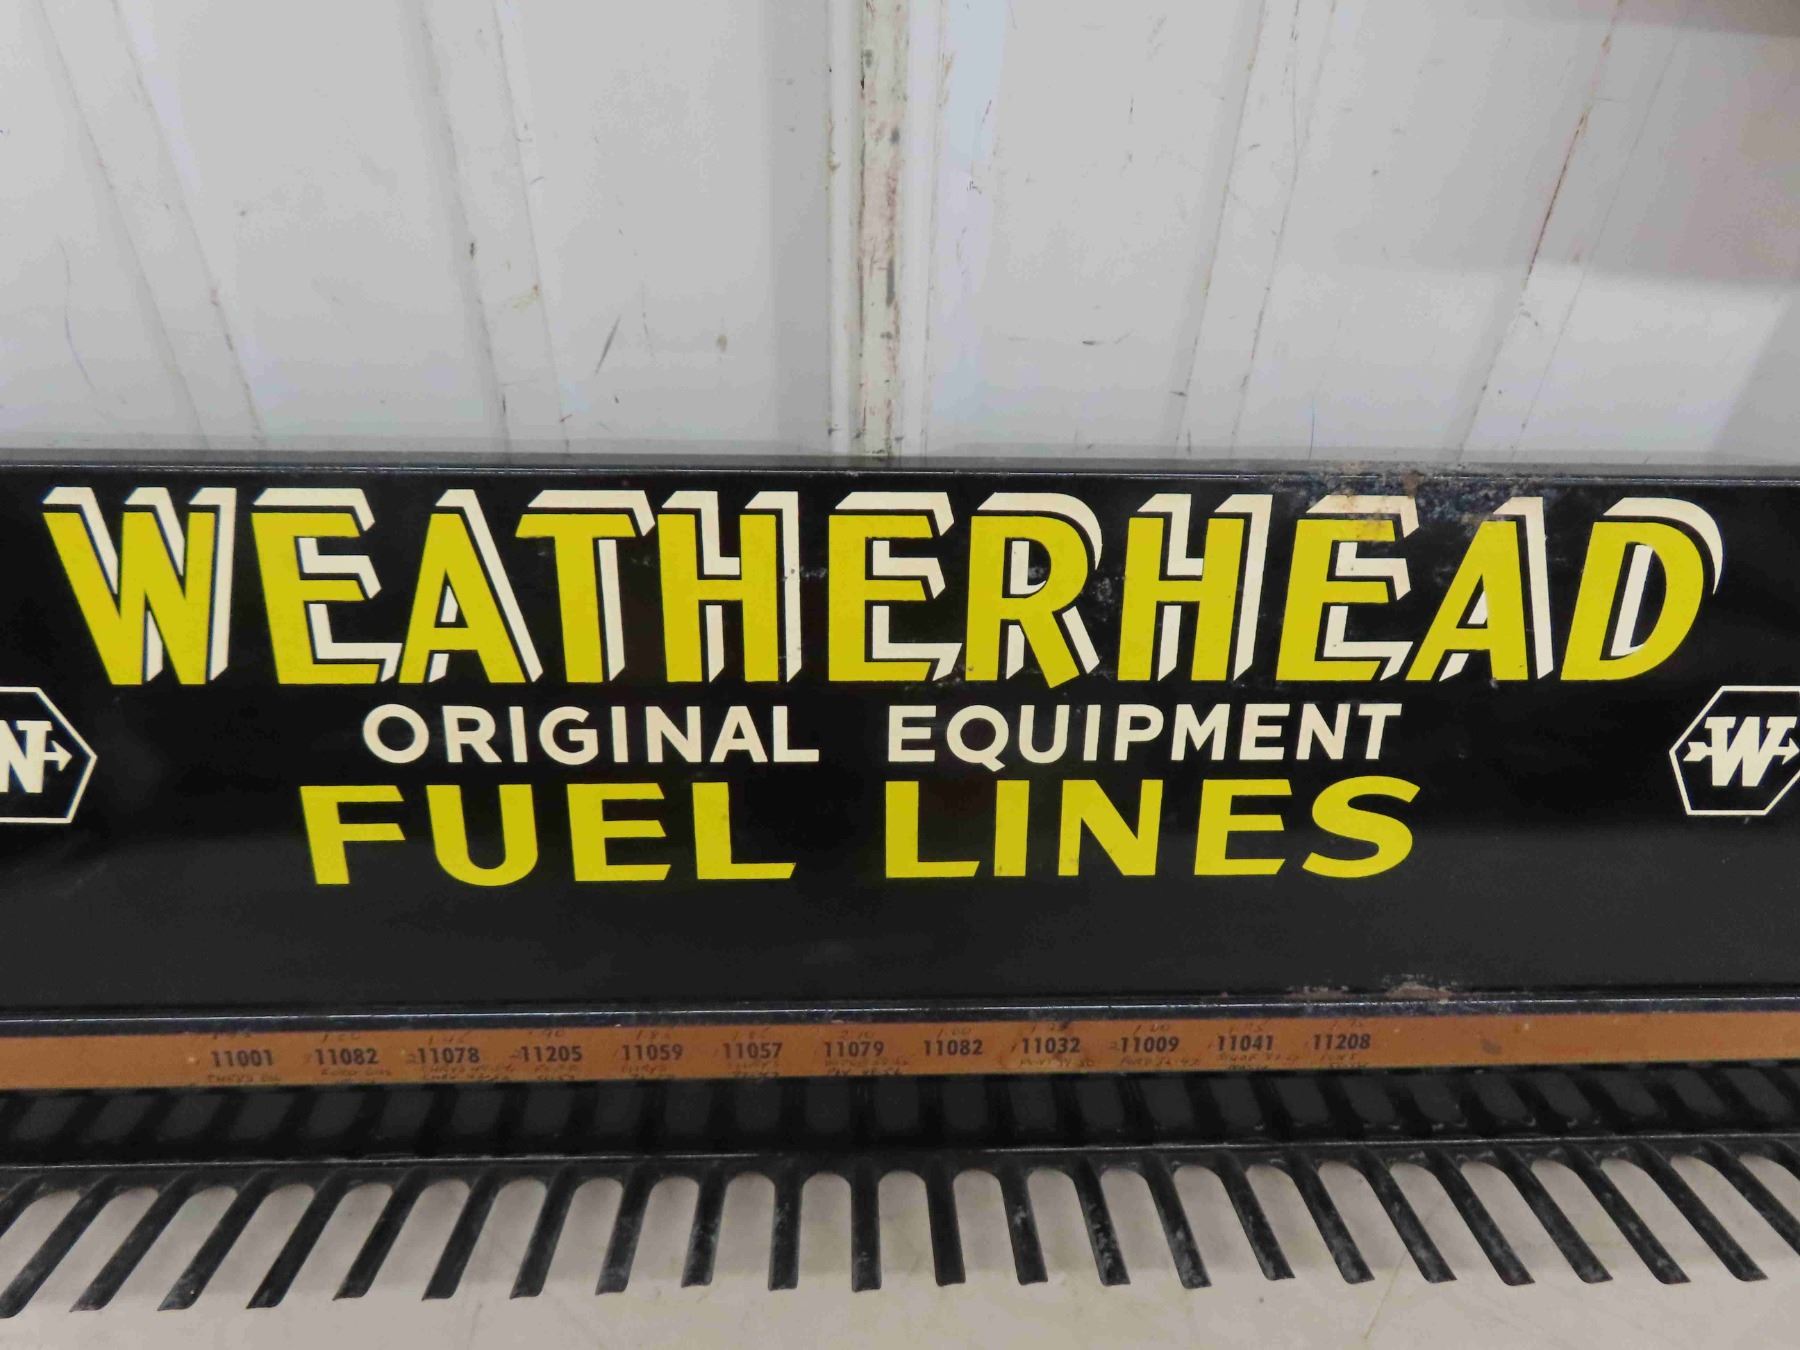 WEATHERHEAD
ORIGINAL EQUIPMENT
W W
FUEL LINES
11001 11082 11078 11205 11059 11057 11079 11082 11032 11009 11041 11208